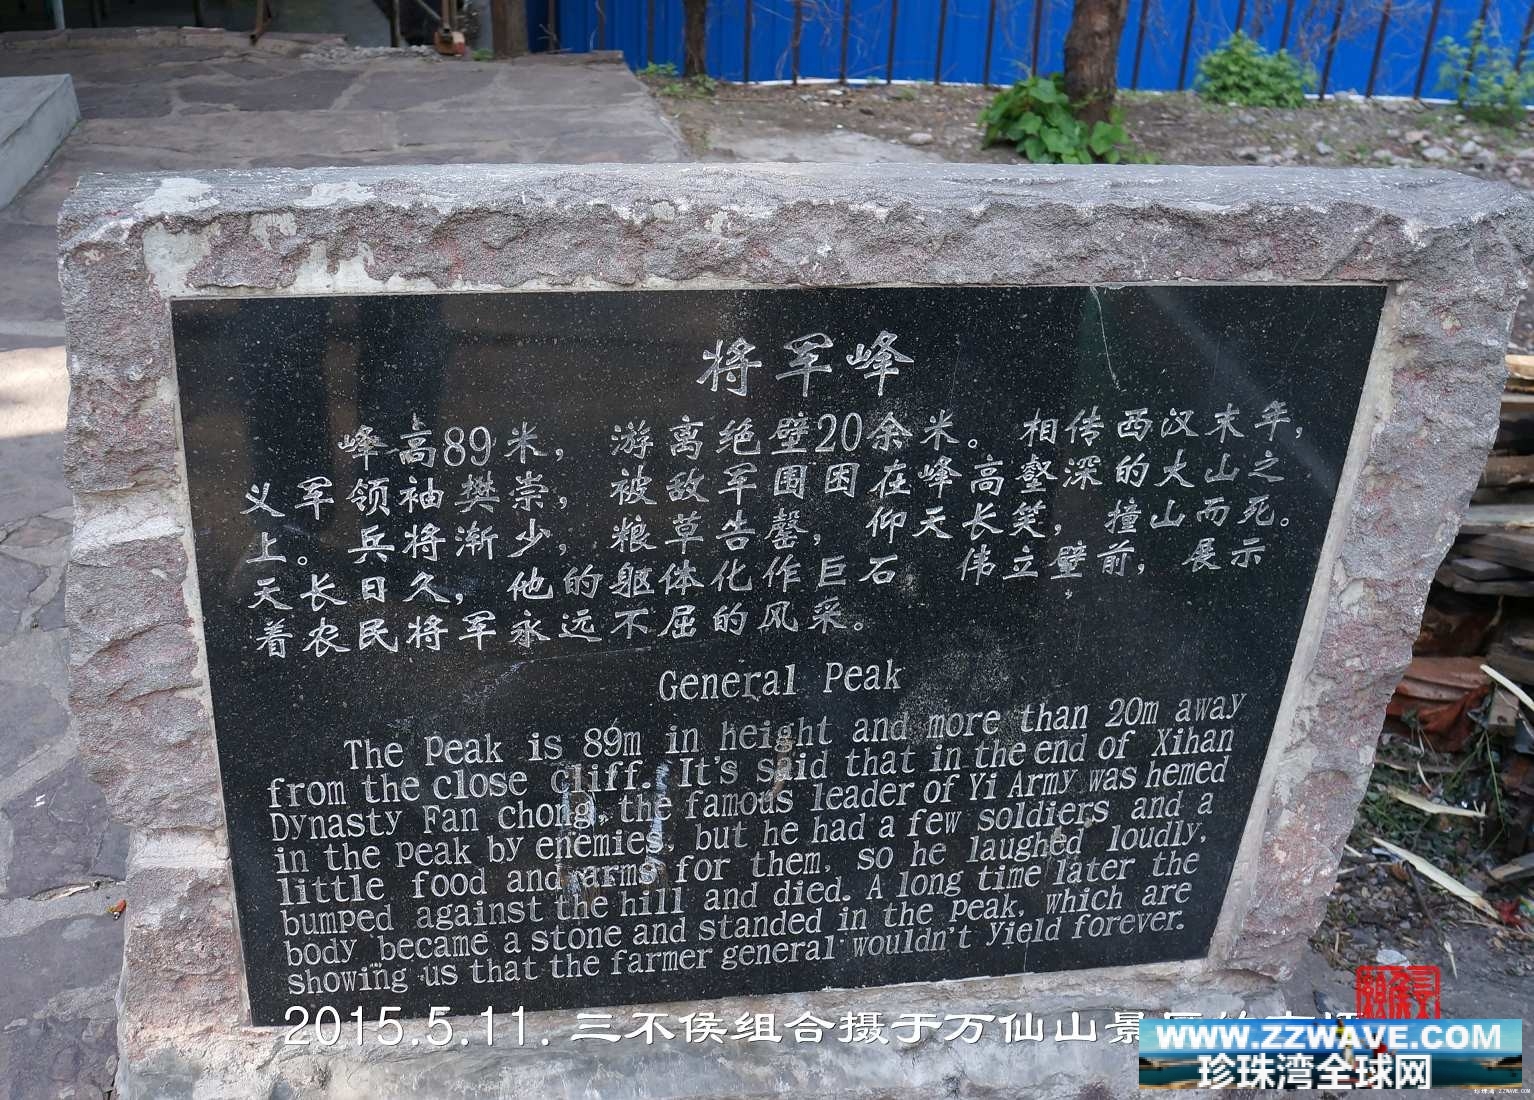 将军峰
峰高89米，游离绝壁20余米。相传西汉末年，
义军领袖樊崇，被敌军围困在峰高壑深的大山之
上。兵将渐少，粮草告罄，仰天长笑，撞山而死。
天长日久，他的躯体化作巨石 伟立壁前，展示
着农民将军永远不屈的风采。
General Peak
The Peak is 89m in height and more than 20m away
from the close Cliff. It's said that in the end of Xihan
Dynasty Fan chong, the famous leader of Yi Army was hemed
in the Peak by enemies, but he had a few soldiers and a
little food and arms for them, so he laughed loudly,
bumped against the hill and died. A long time later the
body became a stone and standed in the Peak, which are
showing us that the farmer general wouldn't Yield forever.
2015.5.11. 三不侯组合摄于万仙山景
WWW.ZZWAVE.COM
珍珠湾全球网
珍珠湾 ZZWAVE.COM